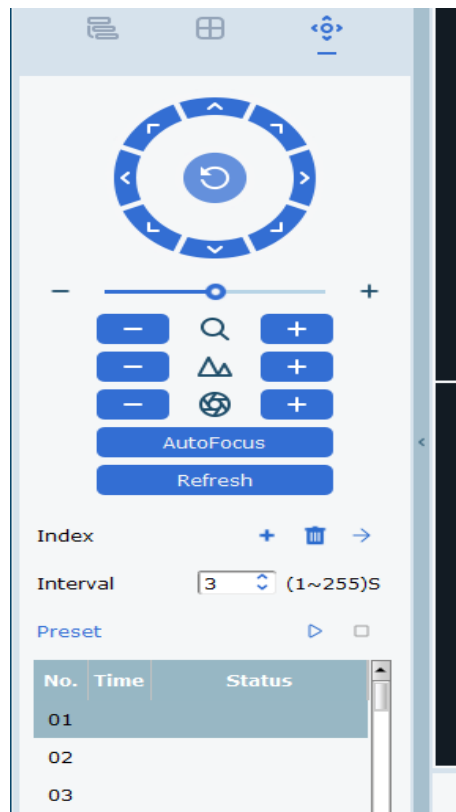 AutoFocus
Refresh
Index
Interval 3 (1~255)S
Preset
No. Time Status
01
02
03